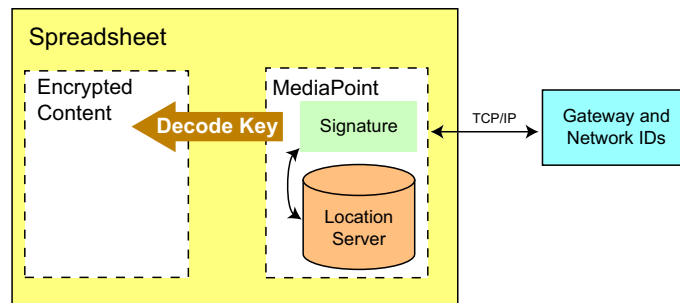 Spreadsheet
Encrypted
Content
MediaPoint
Decode Key
Signature
Location
Server
TCP/IP
Gateway and
Network IDs